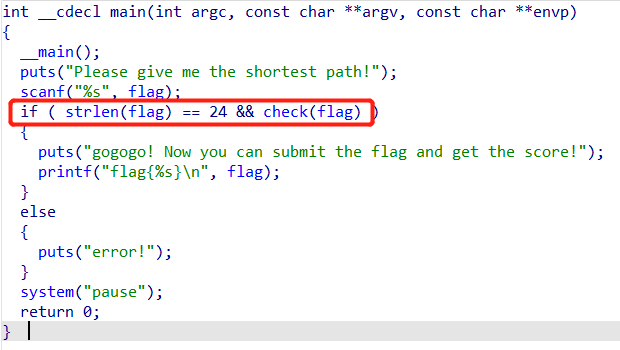 int __cdecl main(int argc, const char **argv, const char **envp)
{
  __main();
  puts("Please give me the shortest path!");
  scanf("%s", flag);
  if ( strlen(flag) == 24 && check(flag) )
  {
    puts("gogogo! Now you can submit the flag and get the score!");
    printf("flag{%s}\n", flag);
  }
  else
  {
    puts("error!");
  }
  system("pause");
  return 0;
}